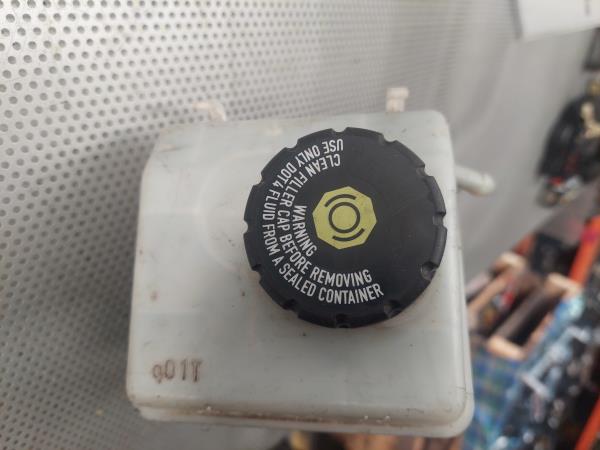 WARNING
CLEAN FILLER CAP BEFORE REMOVING
USE ONLY DOT4 FLUID FROM A SEALED CONTAINER
901T